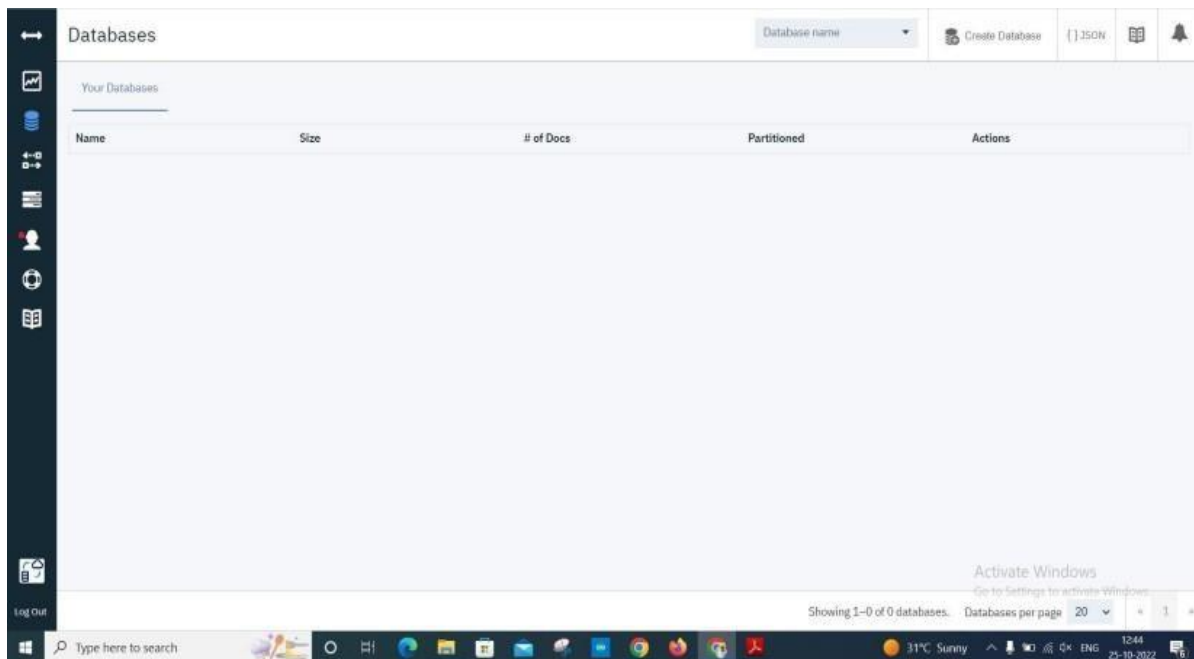 Databases
Database name
Create Database
{ } JSON
Your Databases
Name Size # of Docs Partitioned Actions
Activate Windows
Go to Settings to activate Windows.
Showing 1–0 of 0 databases. Databases per page 20 « 1 »
Log Out
Type here to search
31°C Sunny
ENG
12:44
25-10-2022
6